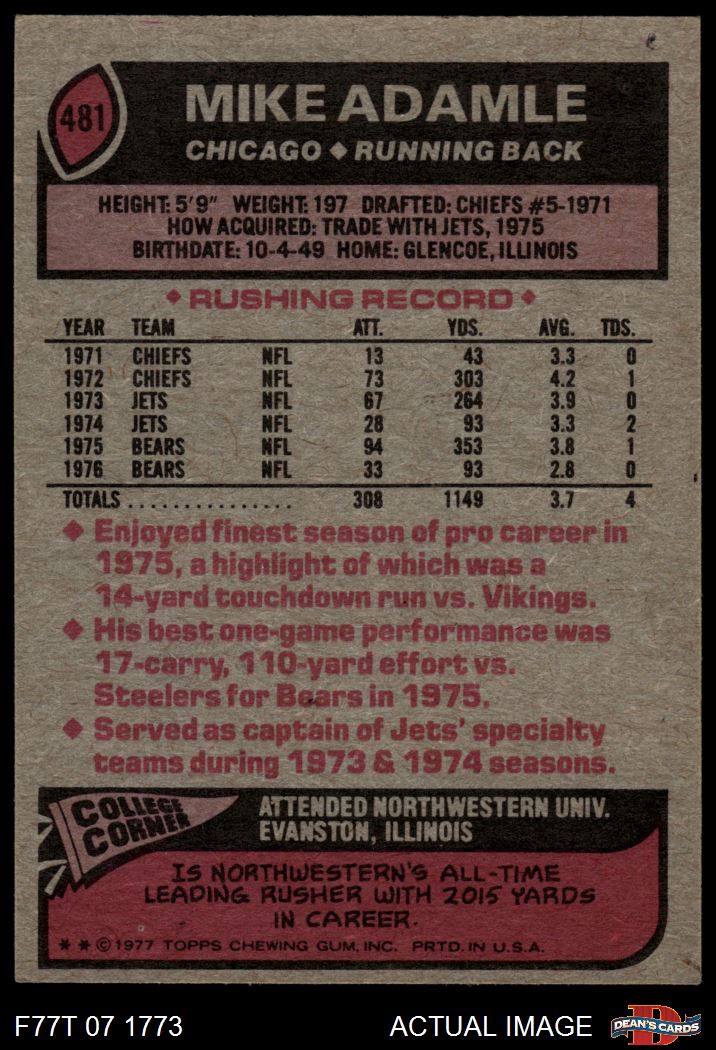 481
MIKE ADAMLE
CHICAGO ◆ RUNNING BACK
HEIGHT: 5'9" WEIGHT: 197 DRAFTED: CHIEFS #5-1971
HOW ACQUIRED: TRADE WITH JETS, 1975
BIRTHDATE: 10-4-49 HOME: GLENCOE, ILLINOIS
◆ RUSHING RECORD ◆
YEAR TEAM ATT. YDS. AVG. TDS.
1971 CHIEFS NFL 13 43 3.3 0
1972 CHIEFS NFL 73 303 4.2 1
1973 JETS NFL 67 264 3.9 0
1974 JETS NFL 28 93 3.3 2
1975 BEARS NFL 94 353 3.8 1
1976 BEARS NFL 33 93 2.8 0
TOTALS ............... 308 1149 3.7 4
◆ Enjoyed finest season of pro career in
1975, a highlight of which was a
14-yard touchdown run vs. Vikings.
◆ His best one-game performance was
17-carry, 110-yard effort vs.
Steelers for Bears in 1975.
◆ Served as captain of Jets' specialty
teams during 1973 & 1974 seasons.
COLLEGE
CORNER
ATTENDED NORTHWESTERN UNIV.
EVANSTON, ILLINOIS
IS NORTHWESTERN'S ALL-TIME
LEADING RUSHER WITH 2015 YARDS
IN CAREER.
* * © 1977 TOPPS CHEWING GUM, INC. PRTD. IN U.S.A.
F77T 07 1773 ACTUAL IMAGE
D
DEAN'S CARDS